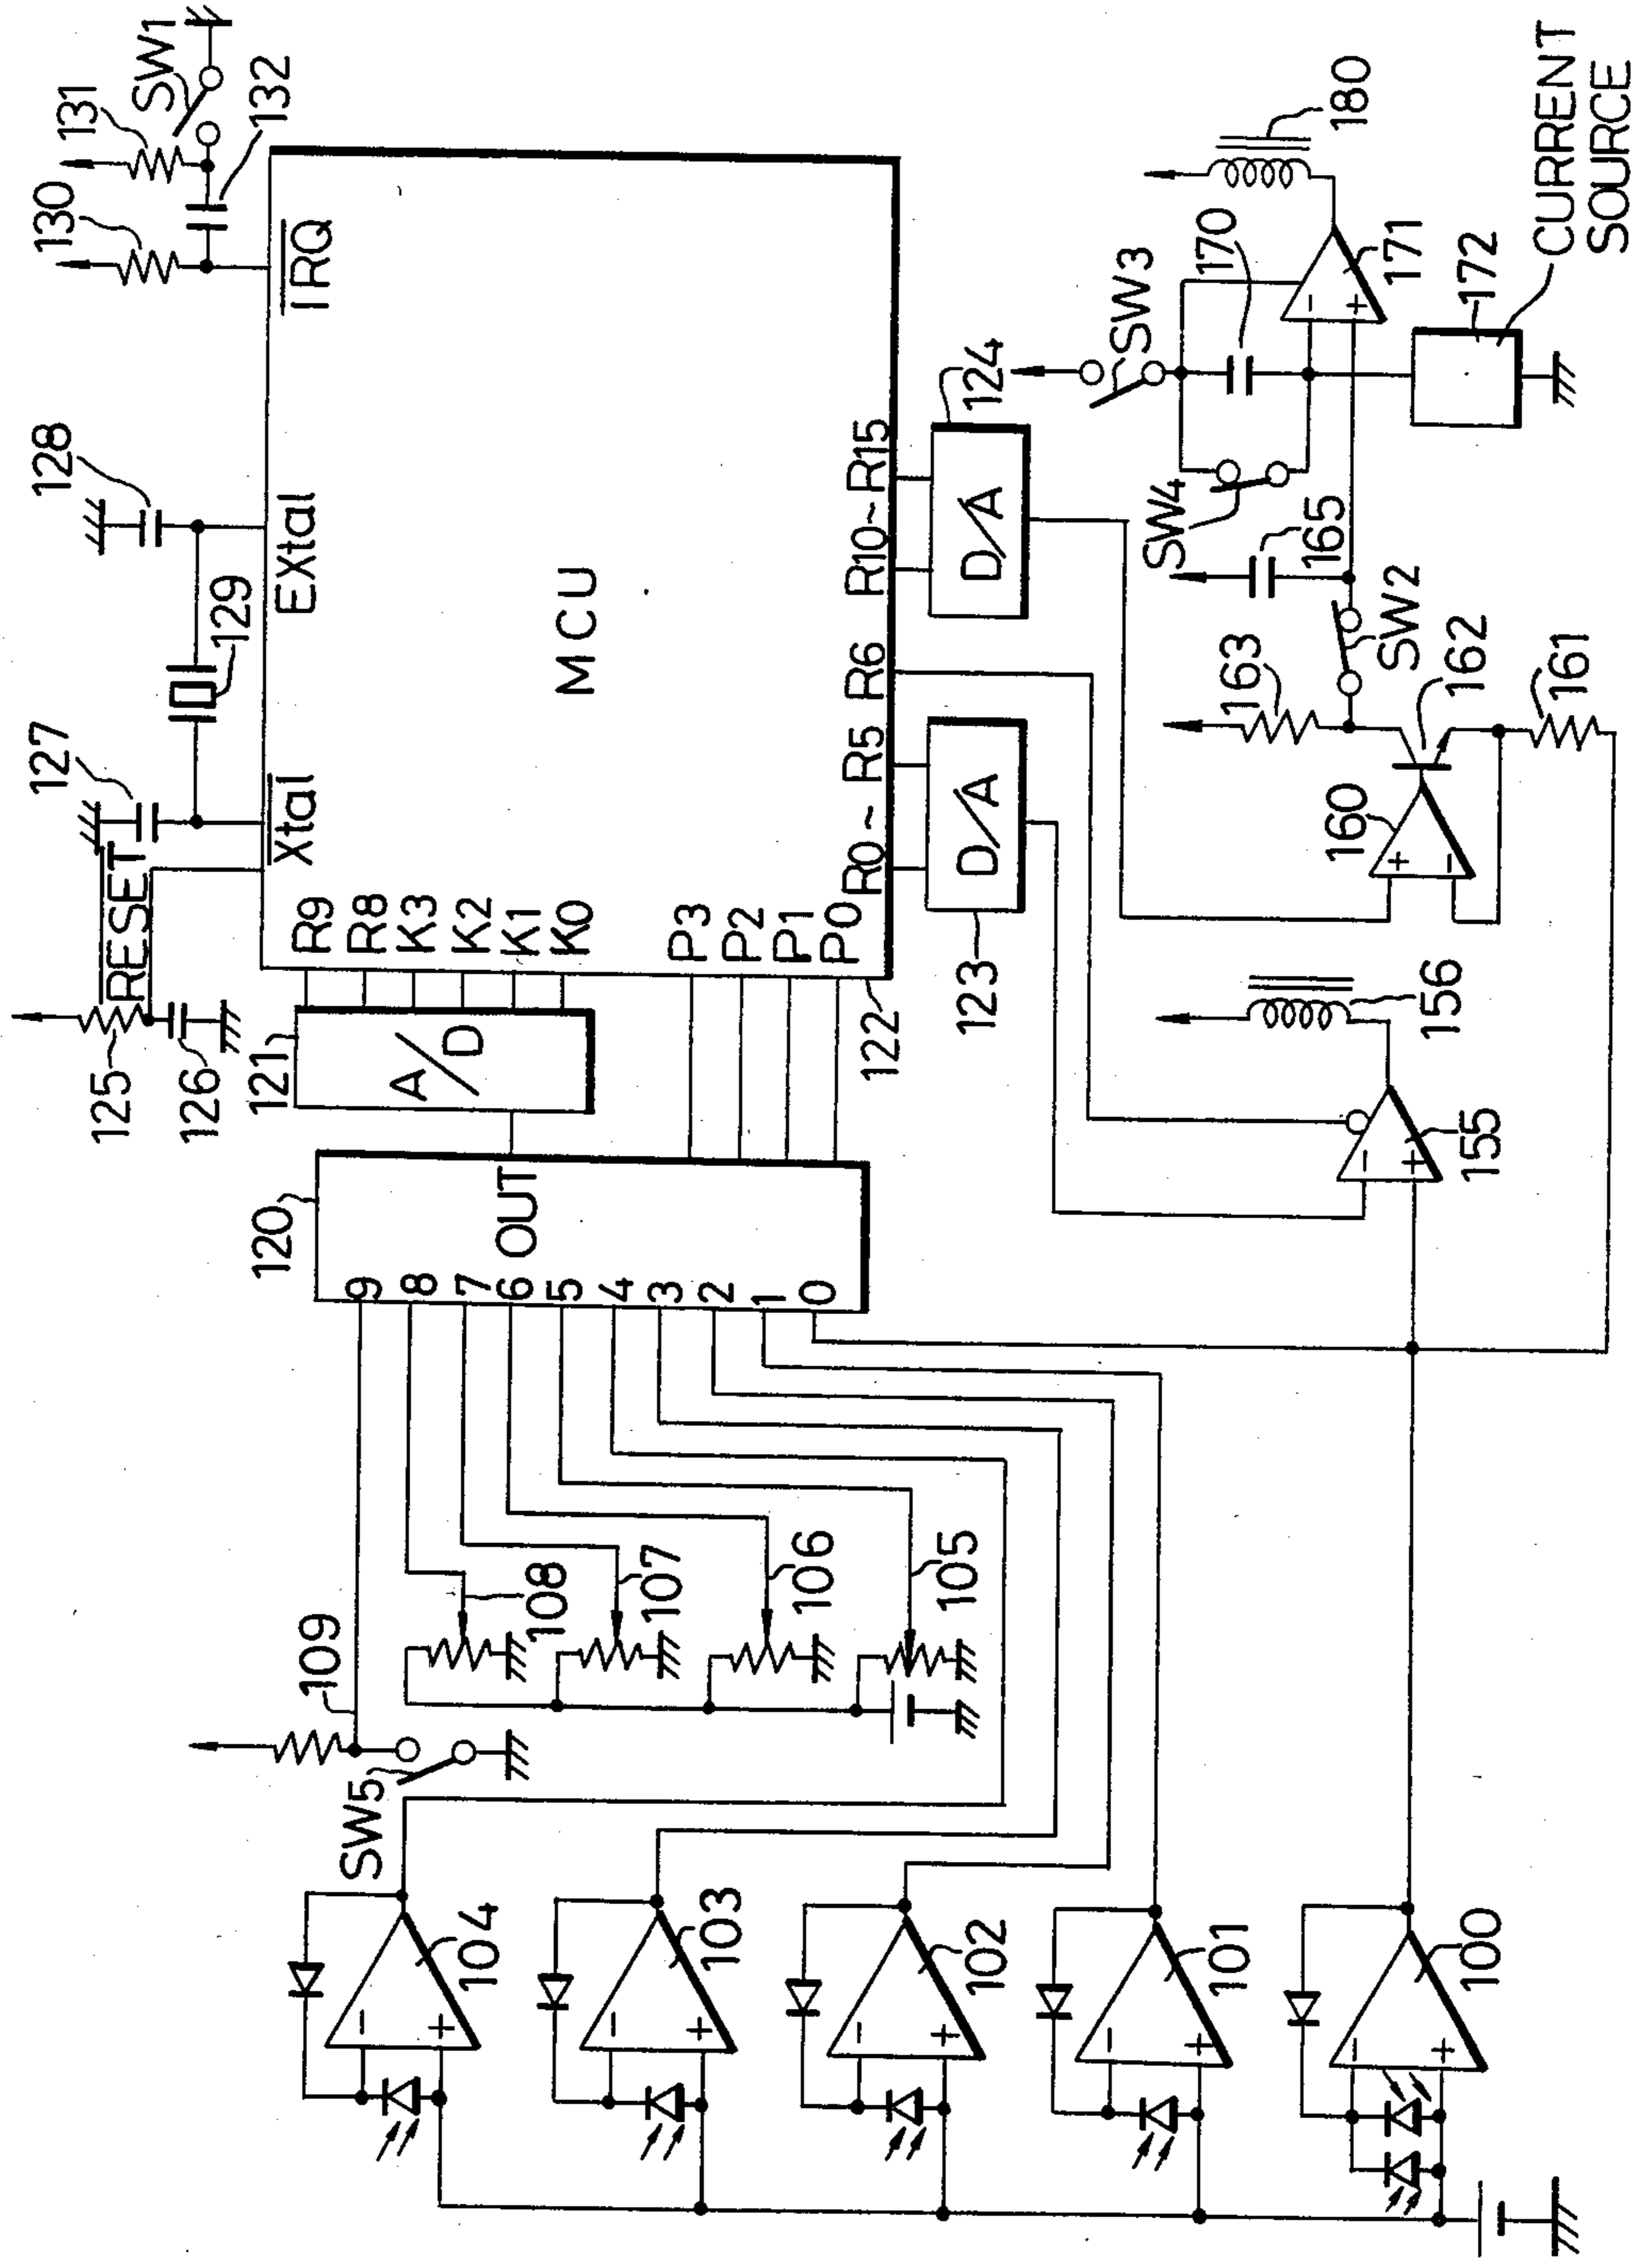 131
SW1
130
132
IRQ
128
EXtal
129
127
Xtal
RESET
125
126
MCU
R9
R8
K3
K2
K1
K0
P3
P2
P1
P0
R0 ~ R5
R6
R10 ~ R15
121
A/D
122
D/A
123
D/A
124
120
OUT
9
8
7
6
5
4
3
2
1
0
109
SW5
108
107
106
105
104
-
+
103
-
+
102
-
+
101
-
+
100
-
+
155
-
+
156
160
+
-
161
162
163
SW2
165
SW4
SW3
170
171
-
+
172
180
CURRENT
SOURCE